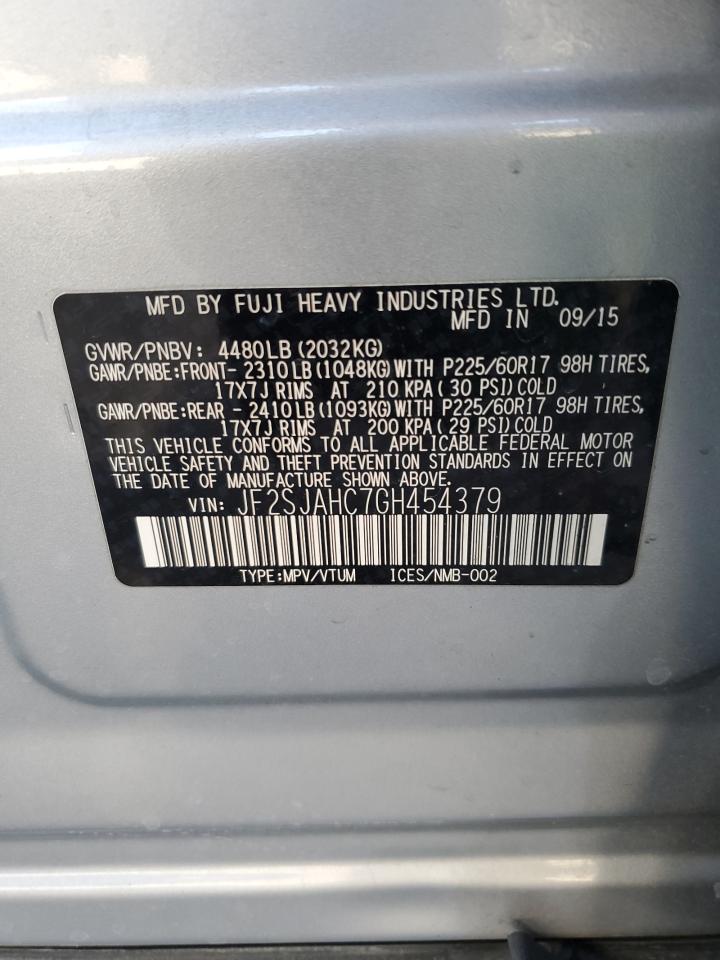 MFD BY FUJI HEAVY INDUSTRIES LTD.
MFD IN 09/15
GVWR/PNBV: 4480LB(2032KG)
GAWR/PNBE:FRONT- 2310LB(1048KG)WITH P225/60R17 98H TIRES,
17X7J RIMS AT 210 KPA(30 PSI)COLD
GAWR/PNBE:REAR - 2410LB(1093KG)WITH P225/60R17 98H TIRES,
17X7J RIMS AT 200 KPA(29 PSI)COLD
THIS VEHICLE CONFORMS TO ALL APPLICABLE FEDERAL MOTOR
VEHICLE SAFETY AND THEFT PREVENTION STANDARDS IN EFFECT ON
THE DATE OF MANUFACTURE SHOWN ABOVE.
VIN: JF2SJAHC7GH454379
TYPE:MPV/VTUM ICES/NMB-002